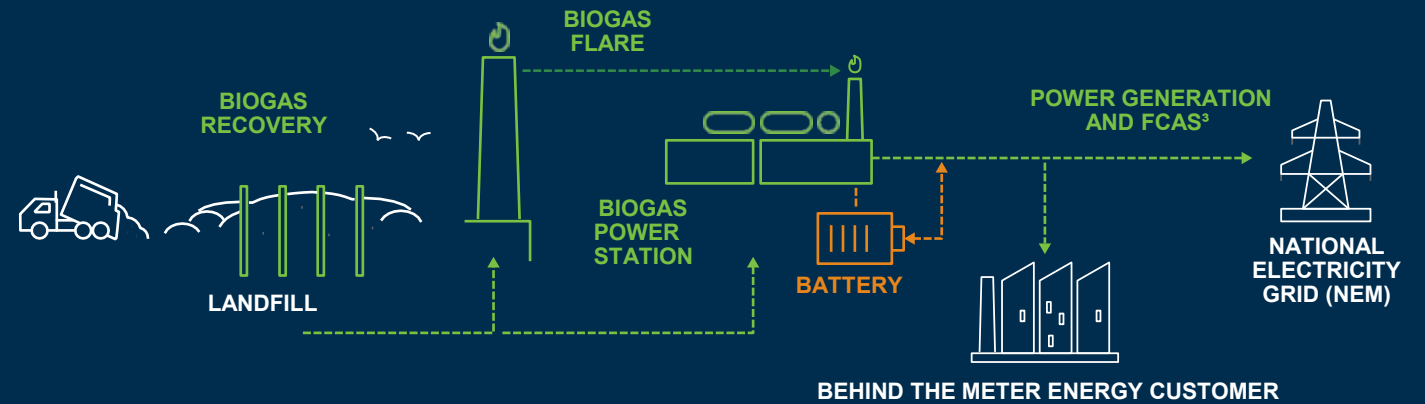 BIOGAS
FLARE
BIOGAS
RECOVERY
POWER GENERATION
AND FCAS³
BIOGAS
POWER
STATION
LANDFILL
BATTERY
NATIONAL
ELECTRICITY
GRID (NEM)
BEHIND THE METER ENERGY CUSTOMER